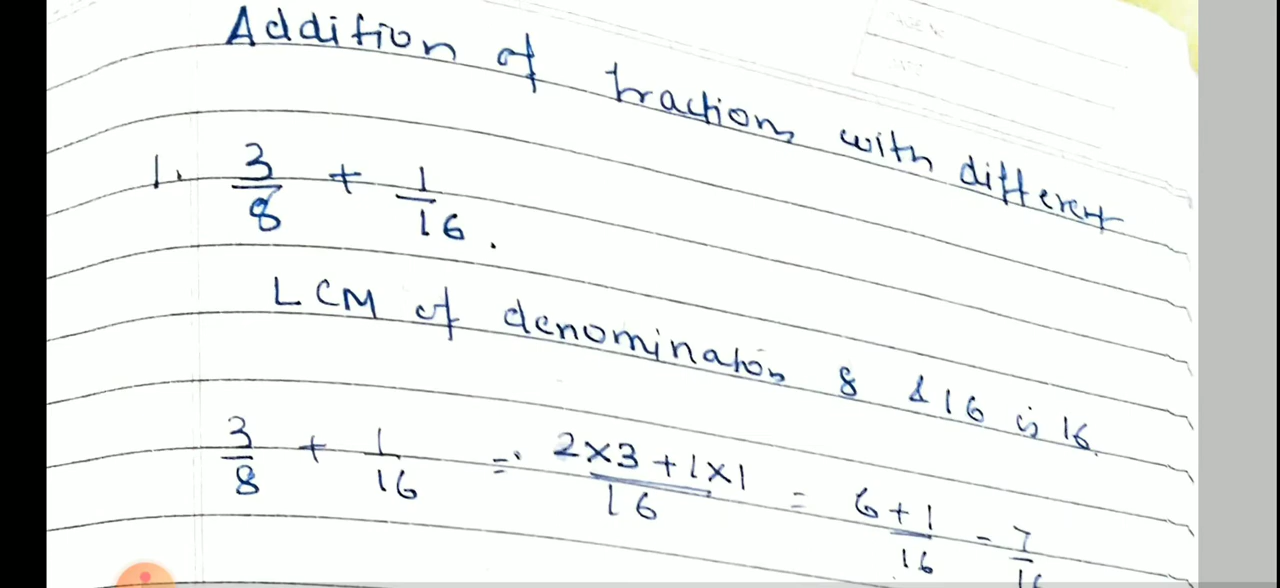 Addition of fractions with different
1. 3/8 + 1/16.
LCM of denominators 8 & 16 is 16.
3/8 + 1/16 = 2×3+1×1/16 = 6+1/16 = 7/16